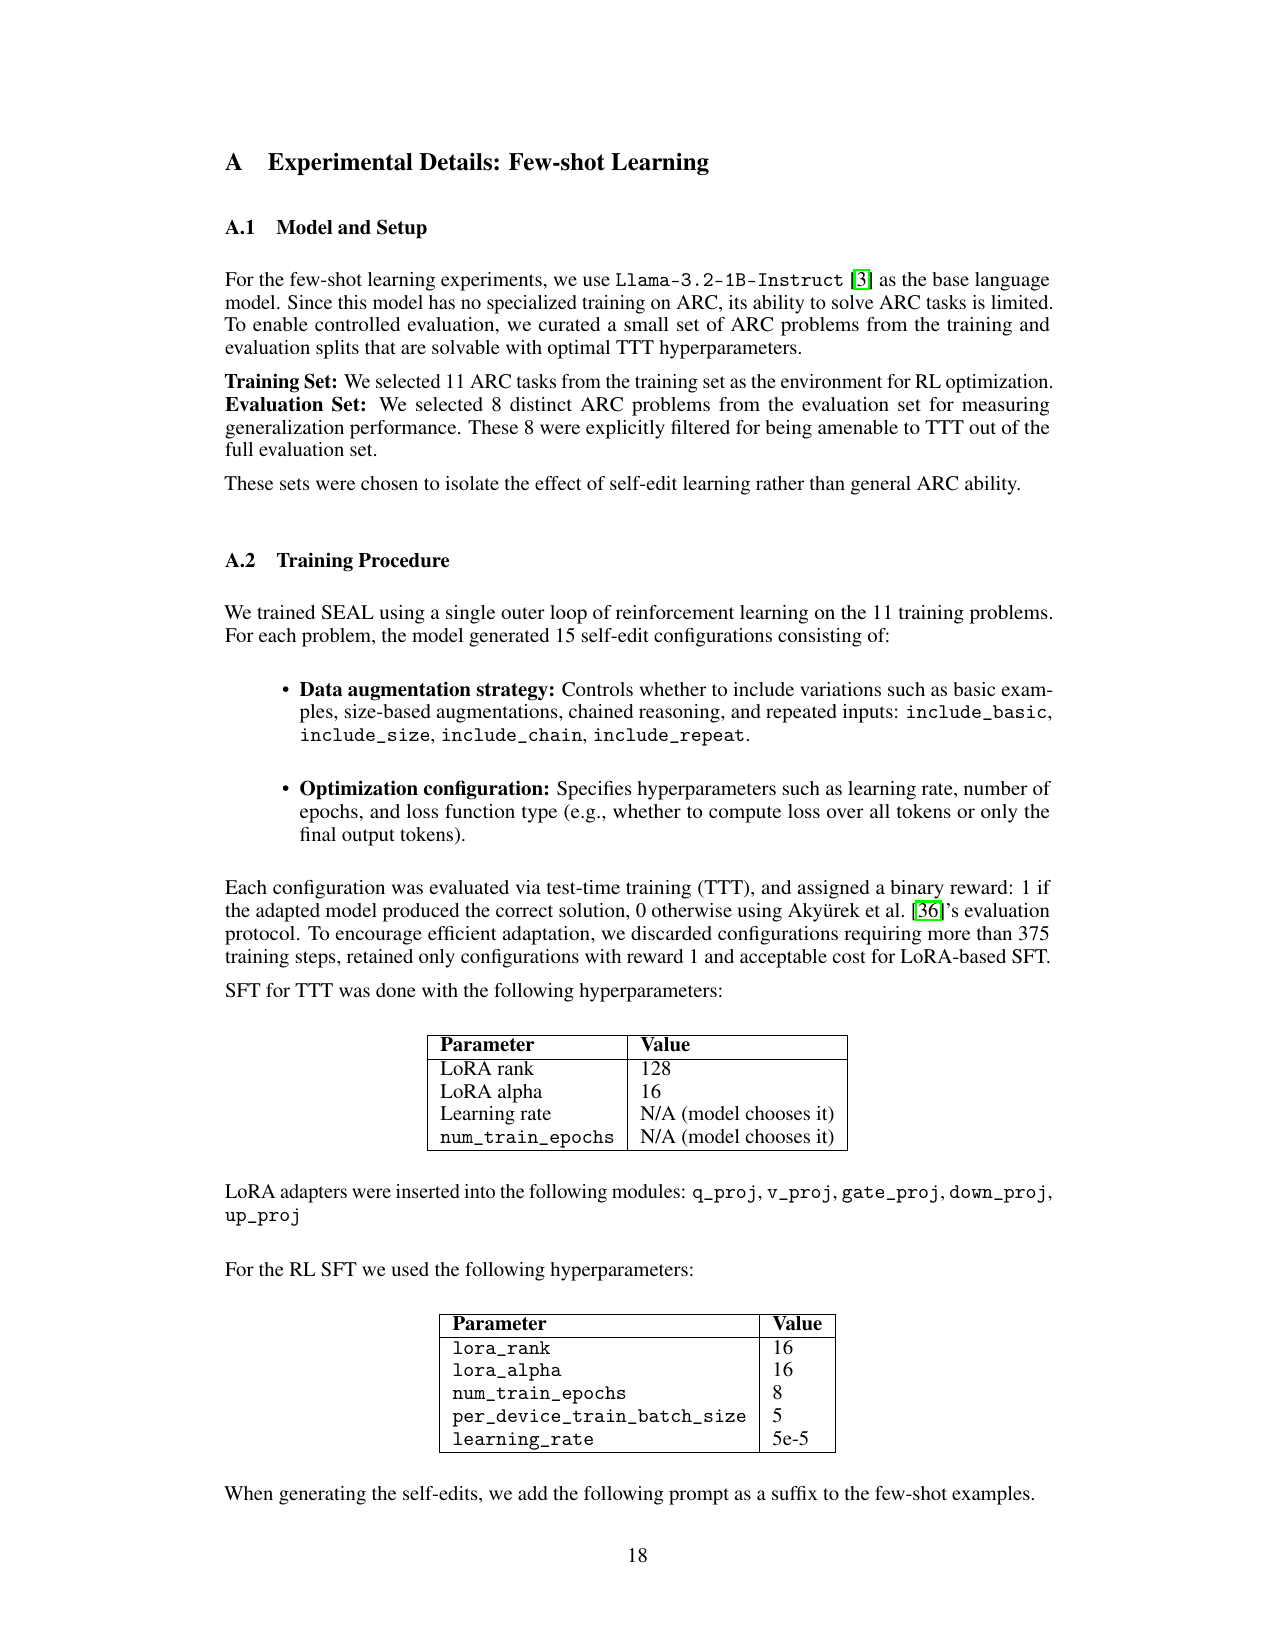 A Experimental Details: Few-shot Learning
A.1 Model and Setup
For the few-shot learning experiments, we use Llama-3.2-1B-Instruct [3] as the base language
model. Since this model has no specialized training on ARC, its ability to solve ARC tasks is limited.
To enable controlled evaluation, we curated a small set of ARC problems from the training and
evaluation splits that are solvable with optimal TTT hyperparameters.
Training Set: We selected 11 ARC tasks from the training set as the environment for RL optimization.
Evaluation Set: We selected 8 distinct ARC problems from the evaluation set for measuring
generalization performance. These 8 were explicitly filtered for being amenable to TTT out of the
full evaluation set.
These sets were chosen to isolate the effect of self-edit learning rather than general ARC ability.
A.2 Training Procedure
We trained SEAL using a single outer loop of reinforcement learning on the 11 training problems.
For each problem, the model generated 15 self-edit configurations consisting of:
• Data augmentation strategy: Controls whether to include variations such as basic exam-
ples, size-based augmentations, chained reasoning, and repeated inputs: include_basic,
include_size, include_chain, include_repeat.
• Optimization configuration: Specifies hyperparameters such as learning rate, number of
epochs, and loss function type (e.g., whether to compute loss over all tokens or only the
final output tokens).
Each configuration was evaluated via test-time training (TTT), and assigned a binary reward: 1 if
the adapted model produced the correct solution, 0 otherwise using Akyürek et al. [36]'s evaluation
protocol. To encourage efficient adaptation, we discarded configurations requiring more than 375
training steps, retained only configurations with reward 1 and acceptable cost for LoRA-based SFT.
SFT for TTT was done with the following hyperparameters:
Parameter Value
LoRA rank 128
LoRA alpha 16
Learning rate N/A (model chooses it)
num_train_epochs N/A (model chooses it)
LoRA adapters were inserted into the following modules: q_proj, v_proj, gate_proj, down_proj,
up_proj
For the RL SFT we used the following hyperparameters:
Parameter Value
lora_rank 16
lora_alpha 16
num_train_epochs 8
per_device_train_batch_size 5
learning_rate 5e-5
When generating the self-edits, we add the following prompt as a suffix to the few-shot examples.
18